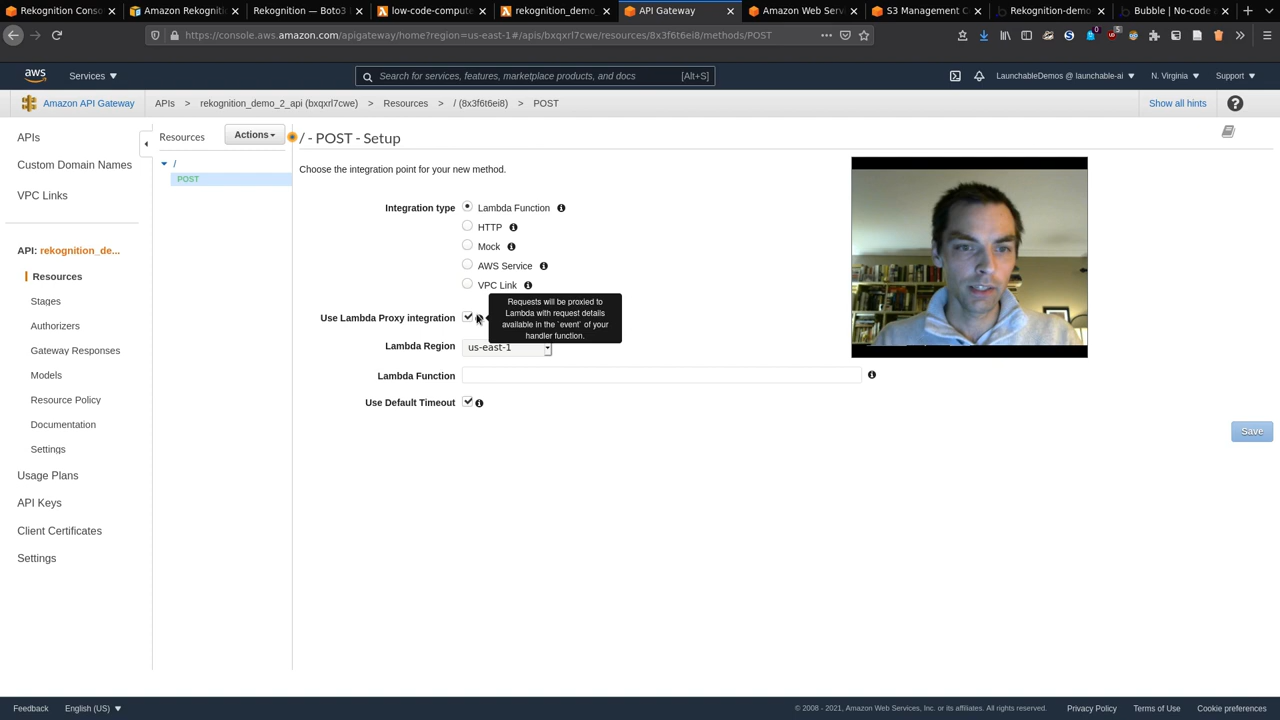 Rekognition Conso
Amazon Rekogniti
Rekognition — Boto3
low-code-compute
rekognition_demo_
API Gateway
Amazon Web Serv
S3 Management C
Rekognition-demo
Bubble | No-code a
https://console.aws.amazon.com/apigateway/home?region=us-east-1#/apis/bxqxrl7cwe/resources/8x3f6t6ei8/methods/POST
0
5
aws
Services
Search for services, features, marketplace products, and docs
[Alt+S]
LaunchableDemos @ launchable-ai
N. Virginia
Support
Amazon API Gateway
APIs > rekognition_demo_2_api (bxqxrl7cwe) > Resources > / (8x3f6t6ei8) > POST
Show all hints
APIs
Custom Domain Names
VPC Links
API: rekognition_de...
Resources
Stages
Authorizers
Gateway Responses
Models
Resource Policy
Documentation
Settings
Usage Plans
API Keys
Client Certificates
Settings
Resources
Actions
/
POST
/ - POST - Setup
Choose the integration point for your new method.
Integration type
Lambda Function
HTTP
Mock
AWS Service
VPC Link
Use Lambda Proxy integration
Requests will be proxied to
Lambda with request details
available in the `event` of your
handler function.
Lambda Region
us-east-1
Lambda Function
Use Default Timeout
Save
Feedback
English (US)
© 2008 - 2021, Amazon Web Services, Inc. or its affiliates. All rights reserved.
Privacy Policy
Terms of Use
Cookie preferences